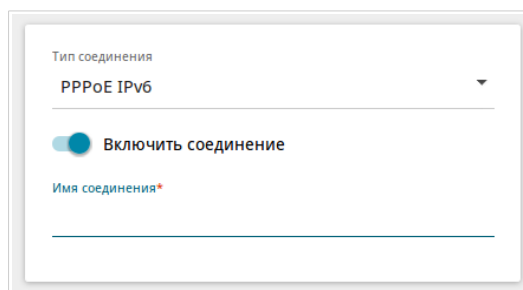 Тип соединения
PPPoE IPv6
Включить соединение
Имя соединения*